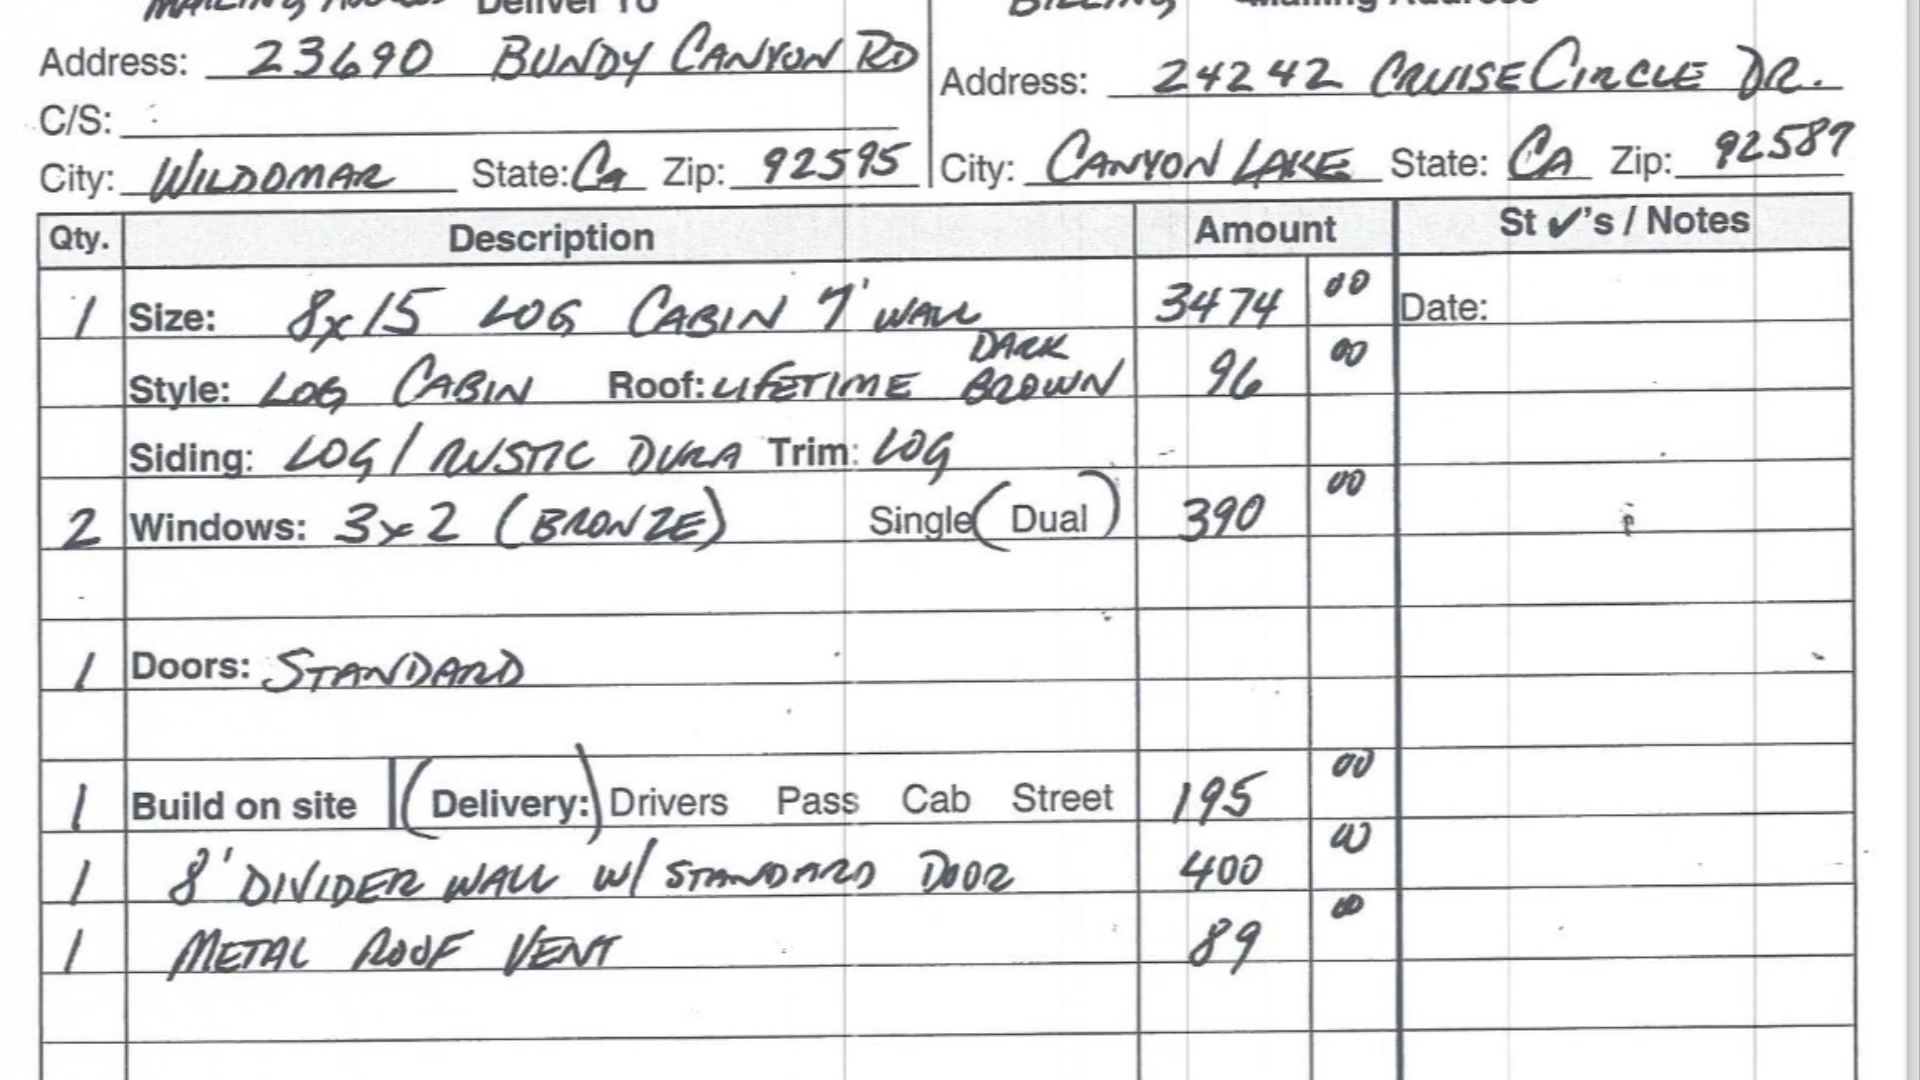 MAILING ADDRESS Deliver To
BILLING Mailing Address
Address: 23690 BUNDY CANYON RD
Address: 24242 CRUISE CIRCLE DR.
C/S:
City: WILDOMAR State: Ca Zip: 92595
City: CANYON LAKE State: CA Zip: 92587
Qty. Description Amount St ✔'s / Notes
1 Size: 8x15 LOG CABIN 7' WALL 3474 00 Date:
Style: LOG CABIN Roof: LIFETIME DARK BROWN 96 00
Siding: LOG / RUSTIC DURA Trim: LOG
2 Windows: 3x2 (BRONZE) Single (Dual) 390 00
1 Doors: STANDARD
1 Build on site (Delivery:) Drivers Pass Cab Street 195 00
1 8' DIVIDER WALL W/ STANDARD DOOR 400 00
1 METAL ROOF VENT 89 00